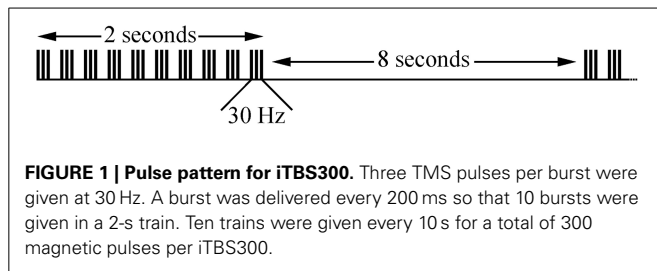 2 seconds
8 seconds
30 Hz
FIGURE 1 | Pulse pattern for iTBS300. Three TMS pulses per burst were
given at 30 Hz. A burst was delivered every 200 ms so that 10 bursts were
given in a 2-s train. Ten trains were given every 10 s for a total of 300
magnetic pulses per iTBS300.